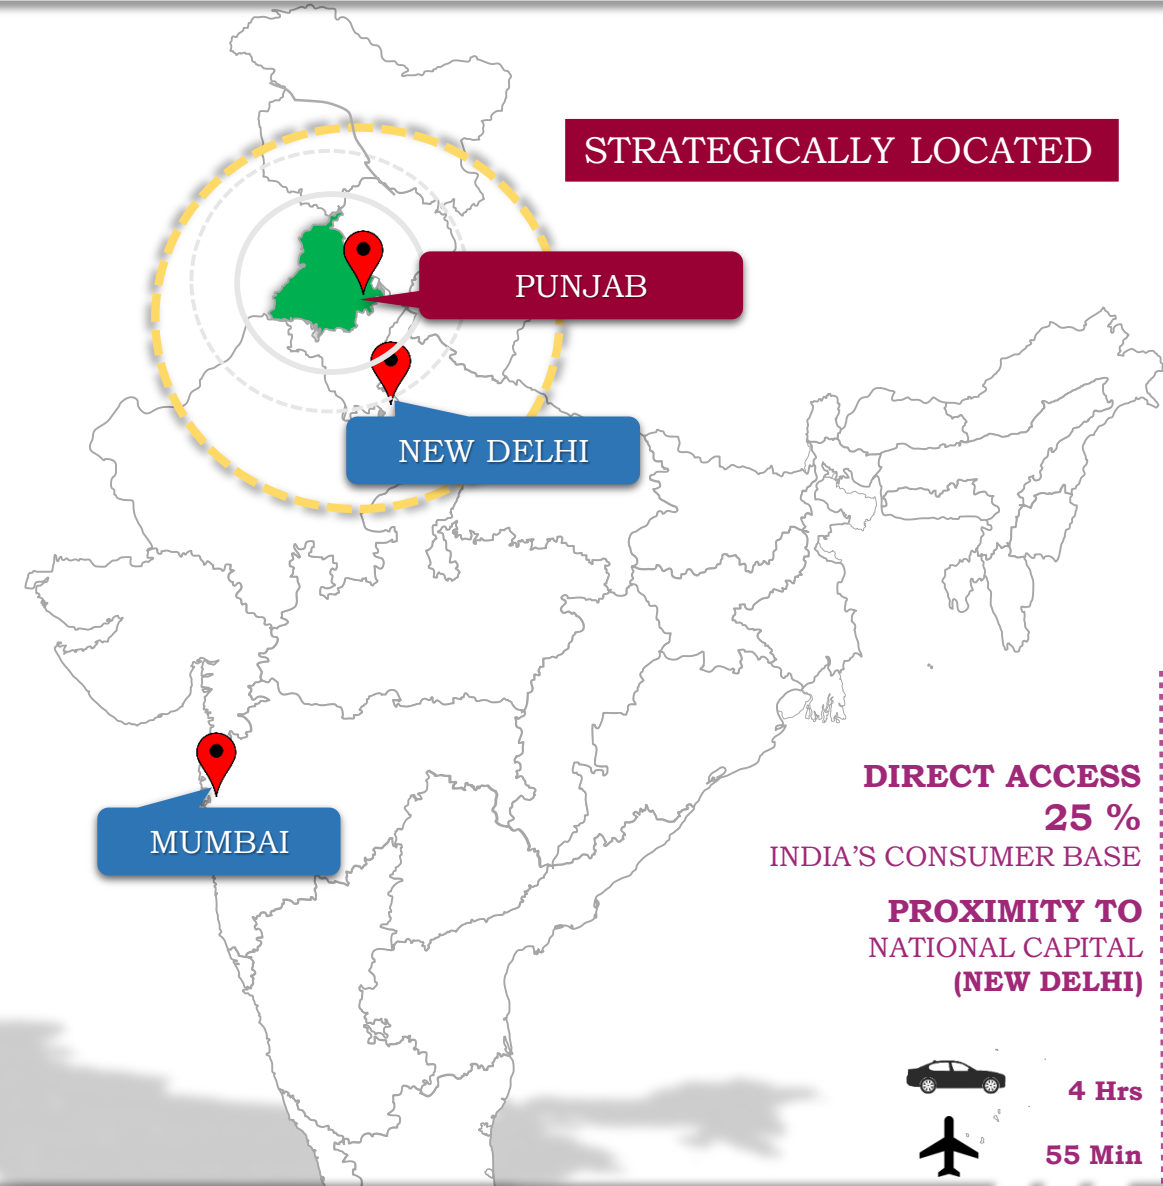 STRATEGICALLY LOCATED
PUNJAB
NEW DELHI
MUMBAI
DIRECT ACCESS
25 %
INDIA'S CONSUMER BASE
PROXIMITY TO
NATIONAL CAPITAL
(NEW DELHI)
4 Hrs
55 Min